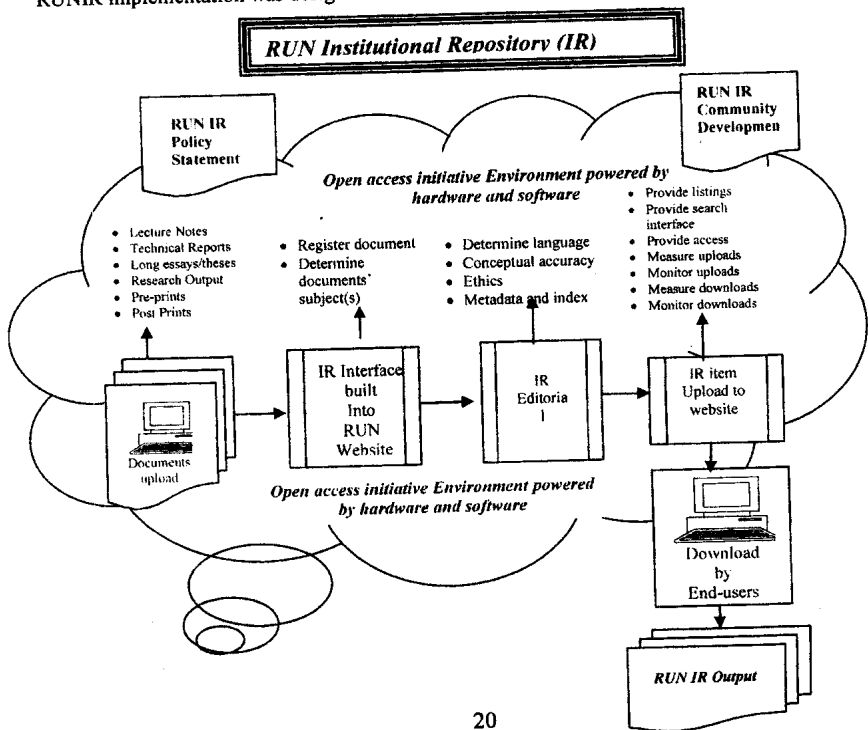 RUNIR implementation was
RUN Institutional Repository (IR)
RUN IR
Policy
Statement
RUN IR
Community
Developmen
Open access initiative Environment powered by
hardware and software
• Lecture Notes
• Technical Reports
• Long essays/theses
• Research Output
• Pre-prints
• Post Prints
• Register document
• Determine
documents'
subject(s)
• Determine language
• Conceptual accuracy
• Ethics
• Metadata and index
• Provide listings
• Provide search
interface
• Provide access
• Measure uploads
• Monitor uploads
• Measure downloads
• Monitor downloads
Documents
upload
IR Interface
built
Into
RUN
Website
IR
Editoria
l
IR item
Upload to
website
Open access initiative Environment powered
by hardware and software
Download
by
End-users
RUN IR Output
20